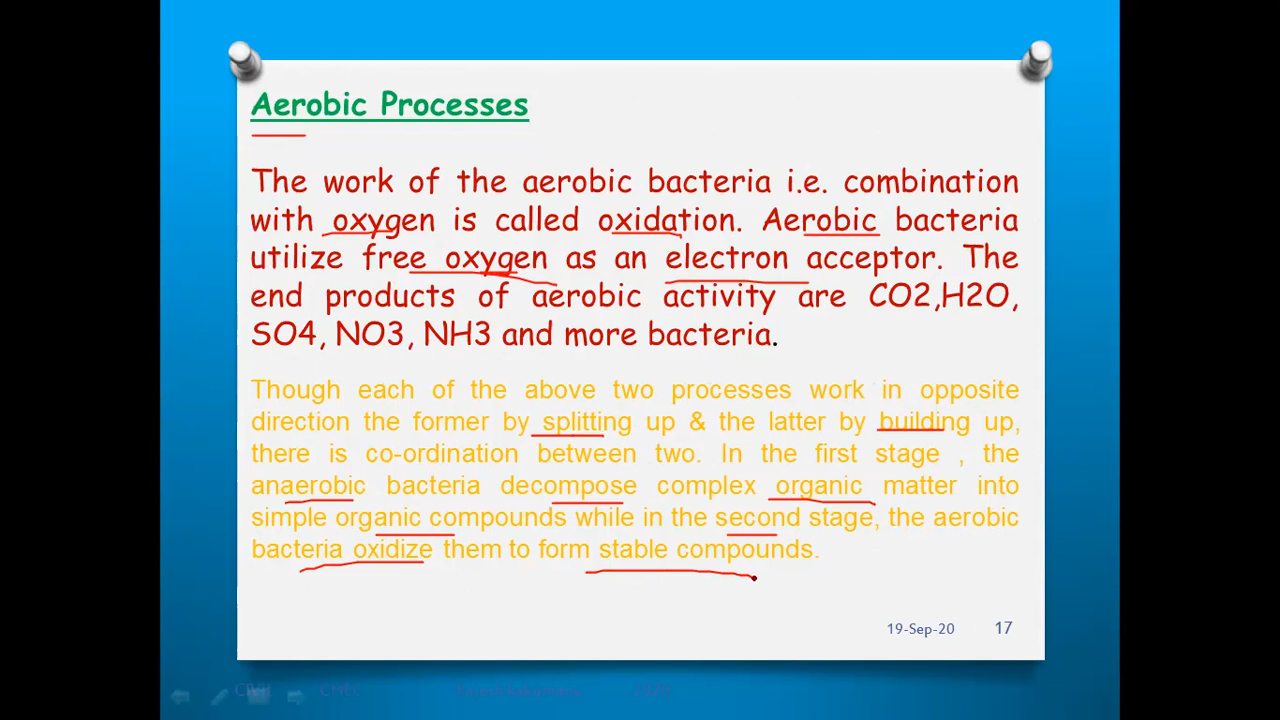 Aerobic Processes
The work of the aerobic bacteria i.e. combination
with oxygen is called oxidation. Aerobic bacteria
utilize free oxygen as an electron acceptor. The
end products of aerobic activity are CO2,H2O,
SO4, NO3, NH3 and more bacteria.
Though each of the above two processes work in opposite
direction the former by splitting up & the latter by building up,
there is co-ordination between two. In the first stage , the
anaerobic bacteria decompose complex organic matter into
simple organic compounds while in the second stage, the aerobic
bacteria oxidize them to form stable compounds.
19-Sep-20 17
CIVIL 2020